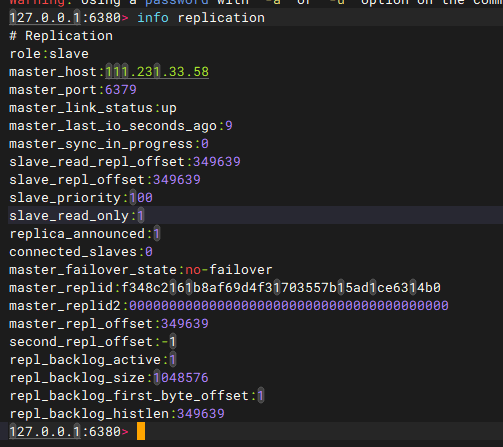 Warning: Using a password with '-a' or '-u' option on the comm
127.0.0.1:6380> info replication
# Replication
role:slave
master_host:111.231.33.58
master_port:6379
master_link_status:up
master_last_io_seconds_ago:9
master_sync_in_progress:0
slave_read_repl_offset:349639
slave_repl_offset:349639
slave_priority:100
slave_read_only:1
replica_announced:1
connected_slaves:0
master_failover_state:no-failover
master_replid:f348c2161b8af69d4f31703557b15ad1ce6314b0
master_replid2:0000000000000000000000000000000000000000
master_repl_offset:349639
second_repl_offset:-1
repl_backlog_active:1
repl_backlog_size:1048576
repl_backlog_first_byte_offset:1
repl_backlog_histlen:349639
127.0.0.1:6380>